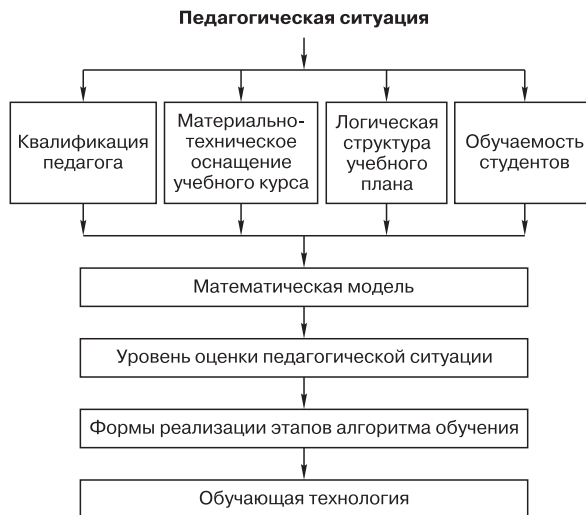 Педагогическая ситуация
Квалификация
педагога
Материально-
техническое
оснащение
учебного курса
Логическая
структура
учебного
плана
Обучаемость
студентов
Математическая модель
Уровень оценки педагогической ситуации
Формы реализации этапов алгоритма обучения
Обучающая технология